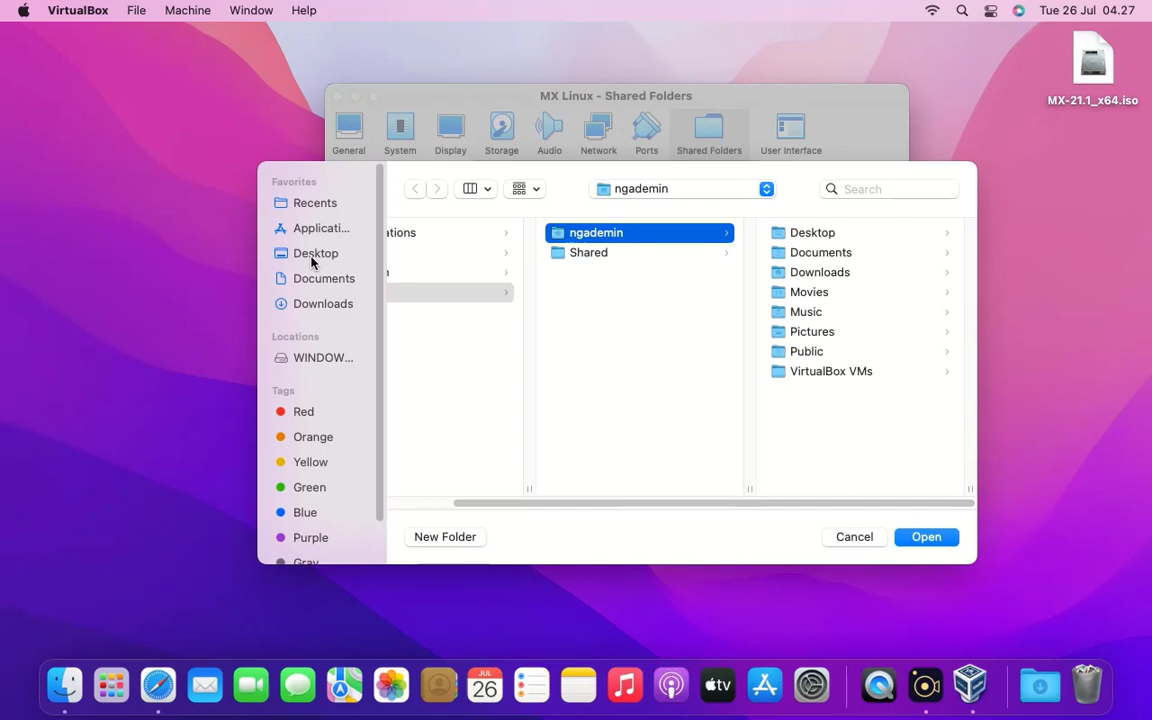 VirtualBox File Machine Window Help Tue 26 Jul 04.27
MX-21.1_x64.iso
MX Linux - Shared Folders
General System Display Storage Audio Network Ports Shared Folders User Interface
Favorites
Recents
Applicati...
Desktop
Documents
Downloads
Locations
WINDOW...
Tags
Red
Orange
Yellow
Green
Blue
Purple
Gray
ngademin
Search
ations
ngademin
Shared
Desktop
Documents
Downloads
Movies
Music
Pictures
Public
VirtualBox VMs
New Folder Cancel Open
JUL
26
tv